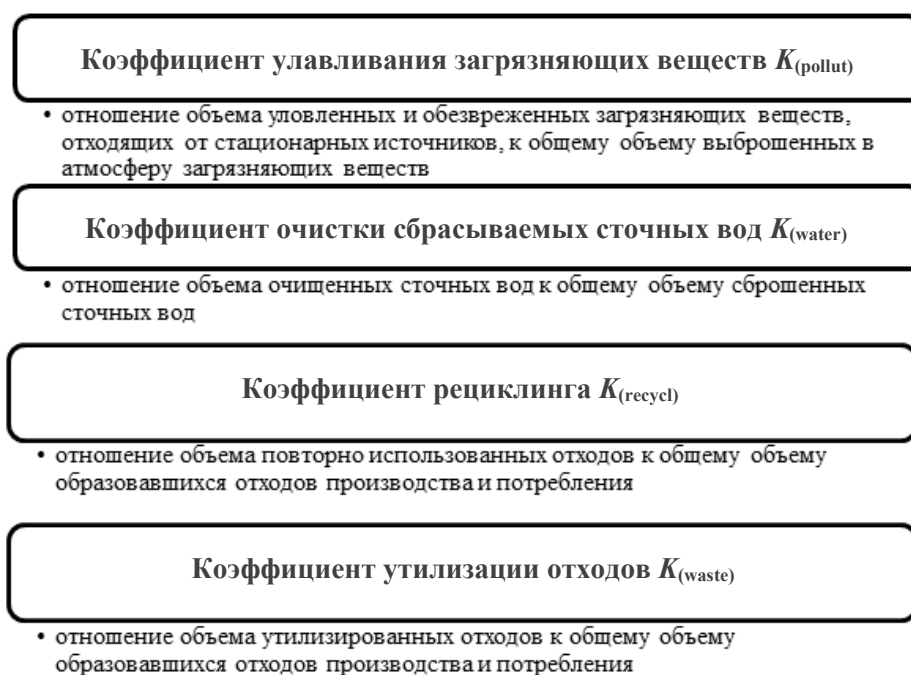 Коэффициент улавливания загрязняющих веществ K(pollut)
• отношение объема уловленных и обезвреженных загрязняющих веществ,
отходящих от стационарных источников, к общему объему выброшенных в
атмосферу загрязняющих веществ
Коэффициент очистки сбрасываемых сточных вод K(water)
• отношение объема очищенных сточных вод к общему объему сброшенных
сточных вод
Коэффициент рециклинга K(recycl)
• отношение объема повторно использованных отходов к общему объему
образовавшихся отходов производства и потребления
Коэффициент утилизации отходов K(waste)
• отношение объема утилизированных отходов к общему объему
образовавшихся отходов производства и потребления